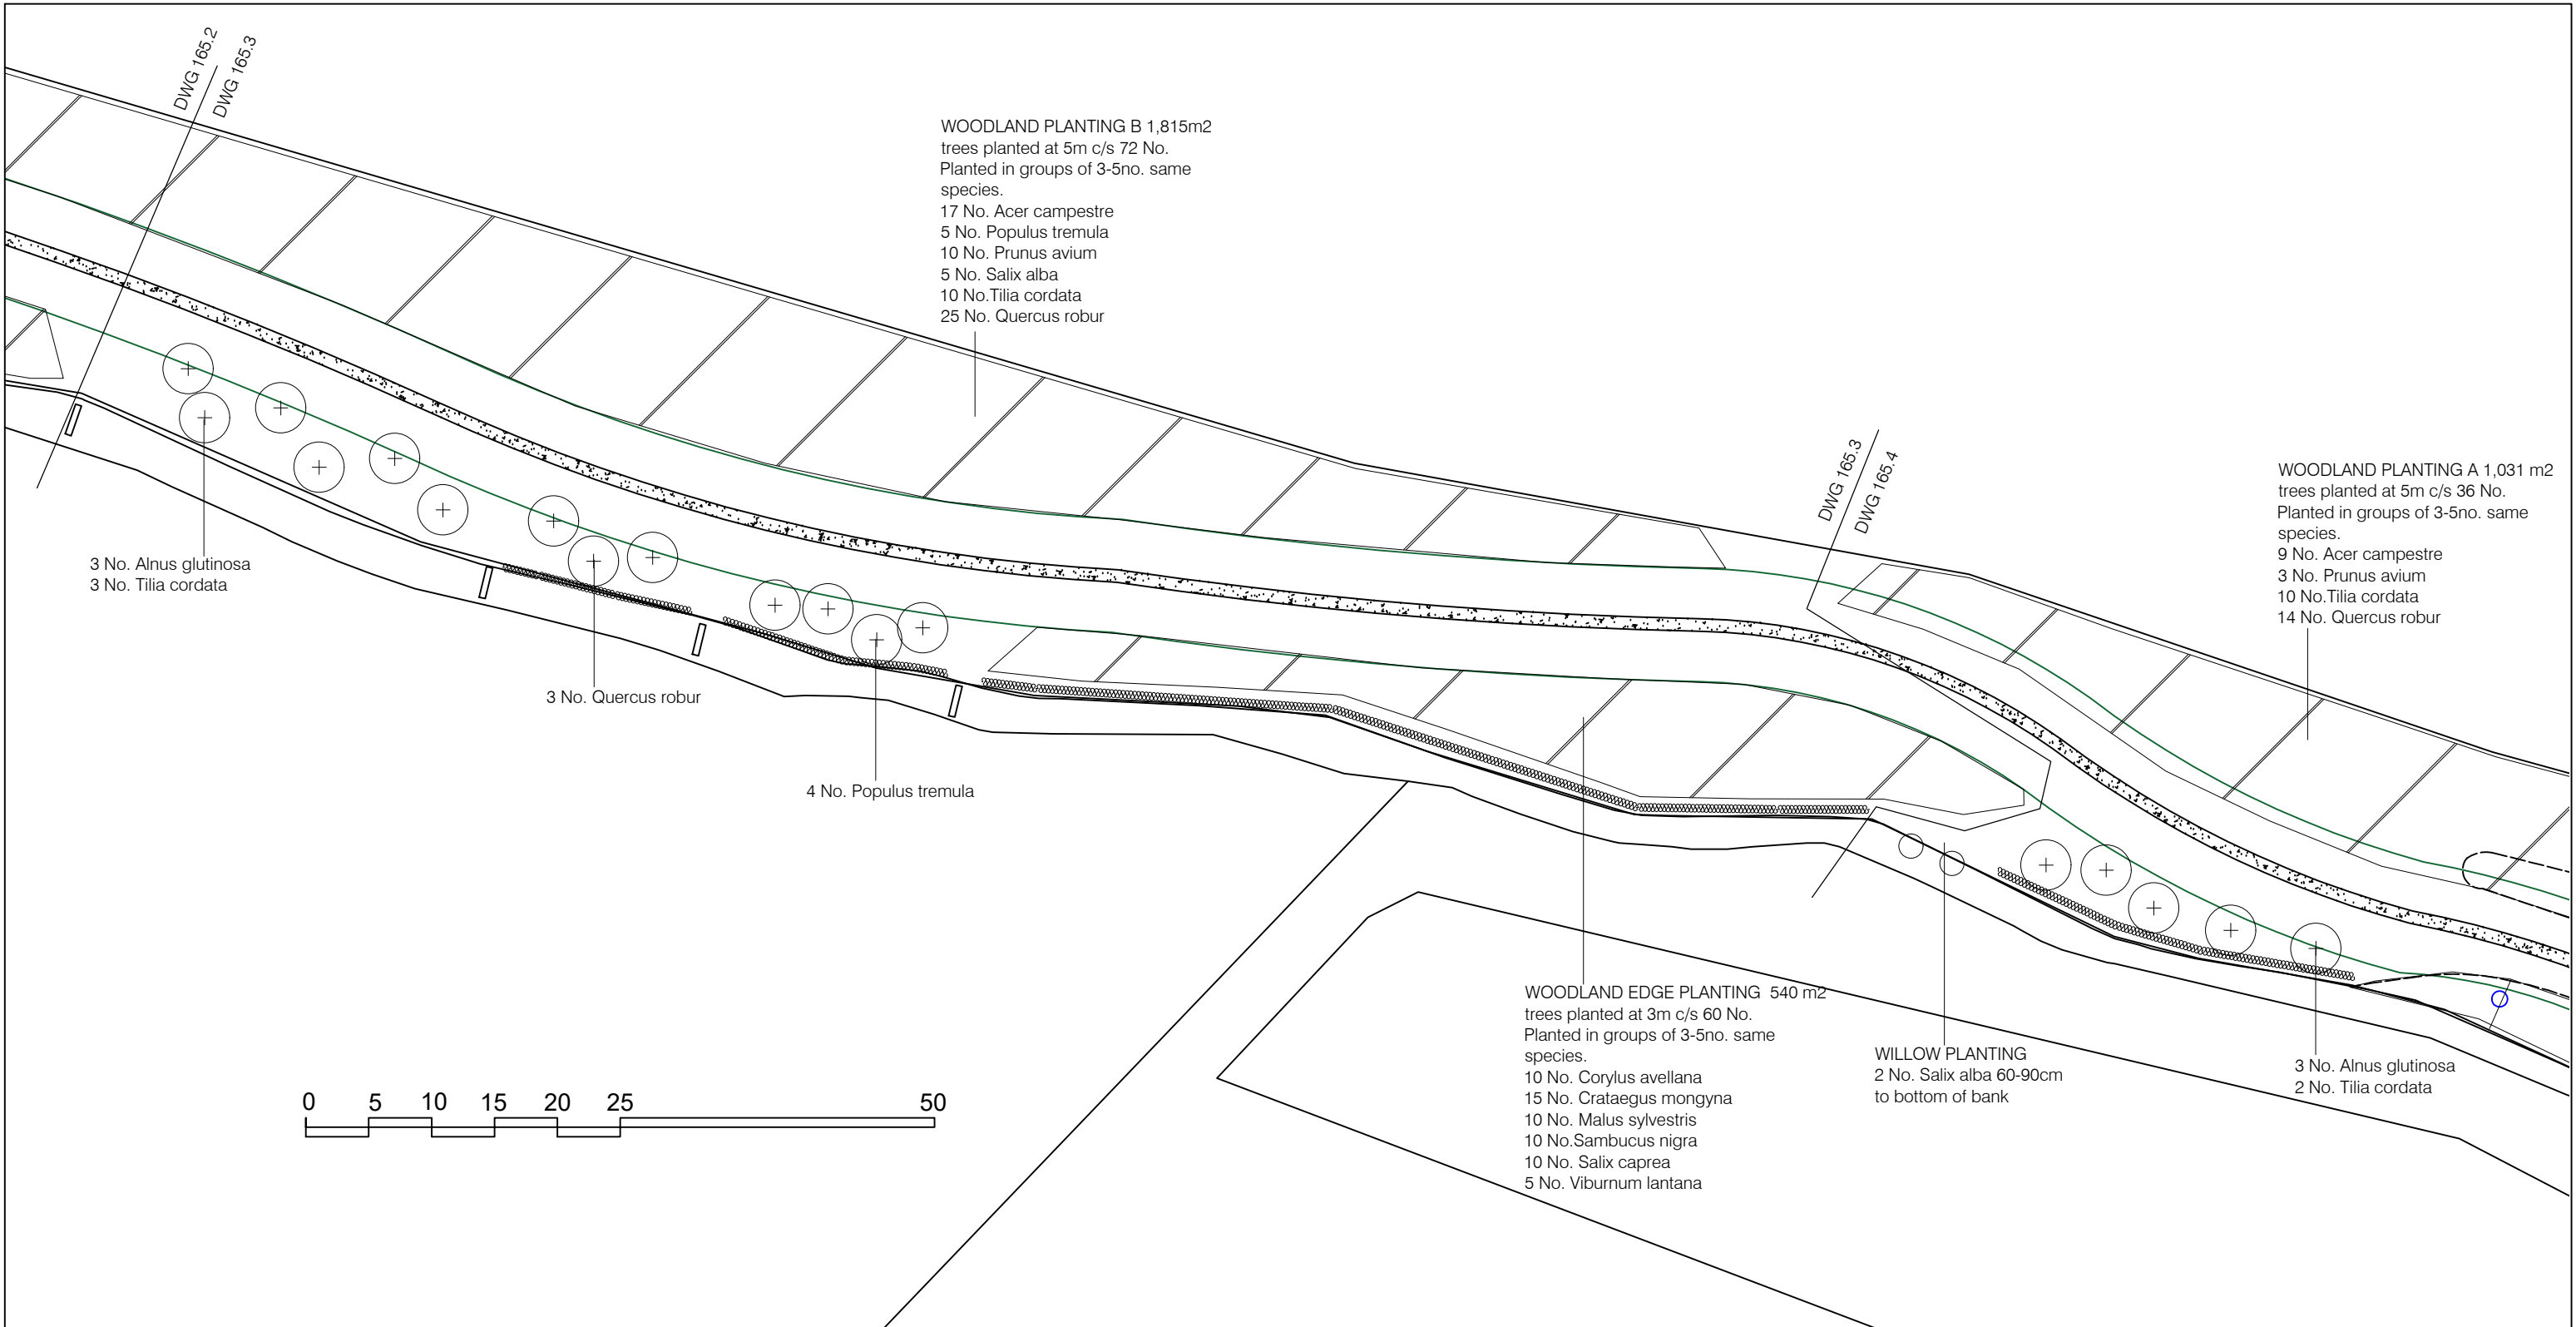 DWG 165.2
DWG 165.3
WOODLAND PLANTING B 1,815m2
trees planted at 5m c/s 72 No.
Planted in groups of 3-5no. same
species.
17 No. Acer campestre
5 No. Populus tremula
10 No. Prunus avium
5 No. Salix alba
10 No.Tilia cordata
25 No. Quercus robur
DWG 165.3
DWG 165.4
WOODLAND PLANTING A 1,031 m2
trees planted at 5m c/s 36 No.
Planted in groups of 3-5no. same
species.
9 No. Acer campestre
3 No. Prunus avium
10 No.Tilia cordata
14 No. Quercus robur
3 No. Alnus glutinosa
3 No. Tilia cordata
3 No. Quercus robur
4 No. Populus tremula
WOODLAND EDGE PLANTING 540 m2
trees planted at 3m c/s 60 No.
Planted in groups of 3-5no. same
species.
10 No. Corylus avellana
15 No. Crataegus mongyna
10 No. Malus sylvestris
10 No.Sambucus nigra
10 No. Salix caprea
5 No. Viburnum lantana
WILLOW PLANTING
2 No. Salix alba 60-90cm
to bottom of bank
3 No. Alnus glutinosa
2 No. Tilia cordata
0 5 10 15 20 25 50